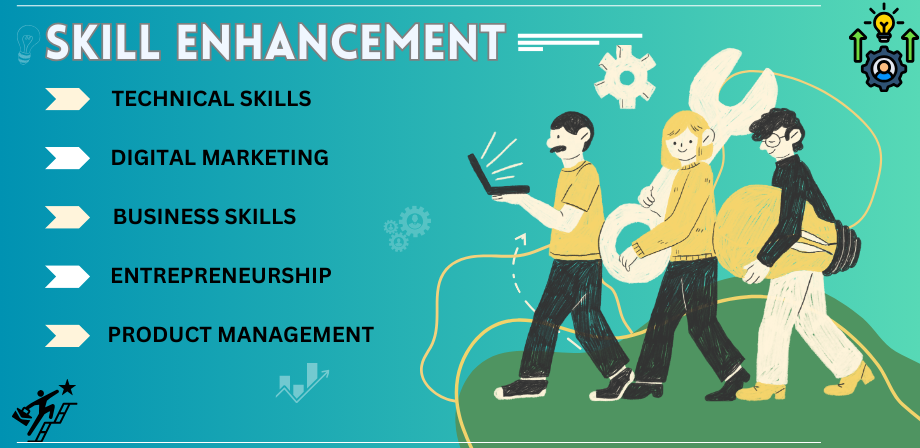 SKILL ENHANCEMENT
TECHNICAL SKILLS
DIGITAL MARKETING
BUSINESS SKILLS
ENTREPRENEURSHIP
PRODUCT MANAGEMENT